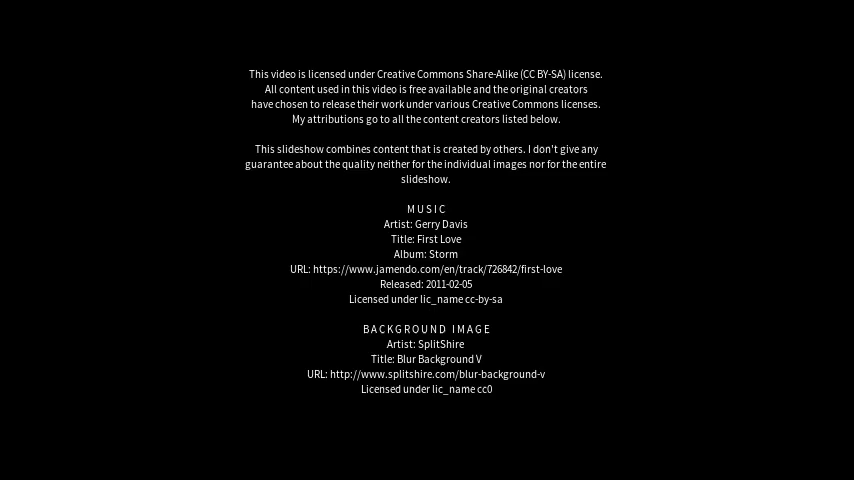 This video is licensed under Creative Commons Share-Alike (CC BY-SA) license.
All content used in this video is free available and the original creators
have chosen to release their work under various Creative Commons licenses.
My attributions go to all the content creators listed below.
This slideshow combines content that is created by others. I don't give any
guarantee about the quality neither for the individual images nor for the entire
slideshow.
MUSIC
Artist: Gerry Davis
Title: First Love
Album: Storm
URL: https://www.jamendo.com/en/track/726842/first-love
Released: 2011-02-05
Licensed under lic_name cc-by-sa
BACKGROUND IMAGE
Artist: SplitShire
Title: Blur Background V
URL: http://www.splitshire.com/blur-background-v
Licensed under lic_name cc0